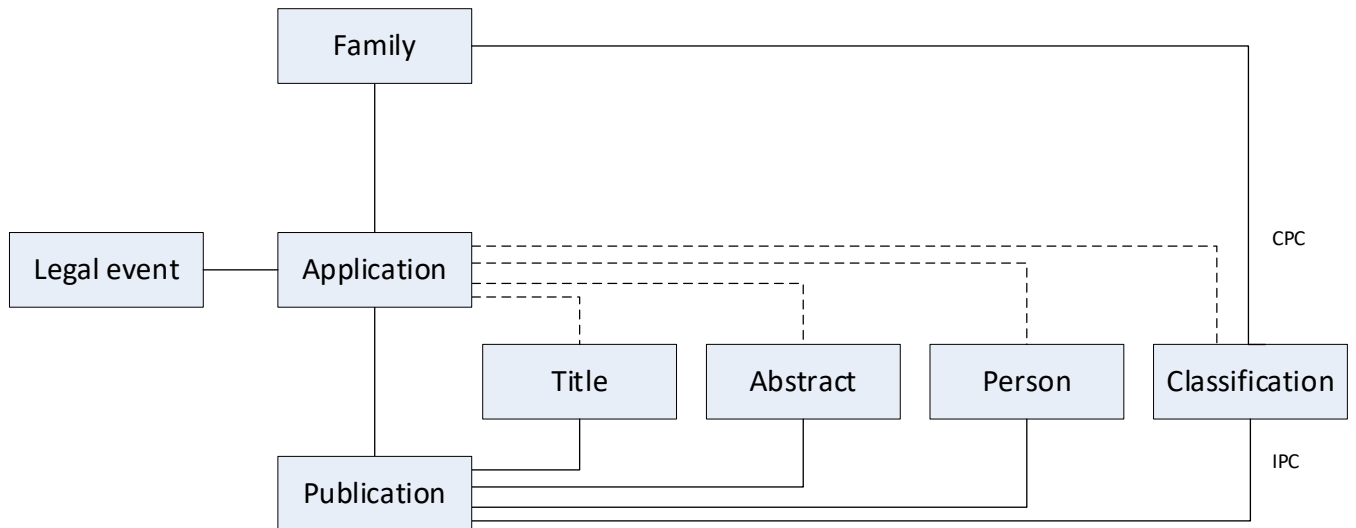 Family
CPC
Legal event
Application
Title
Abstract
Person
Classification
IPC
Publication